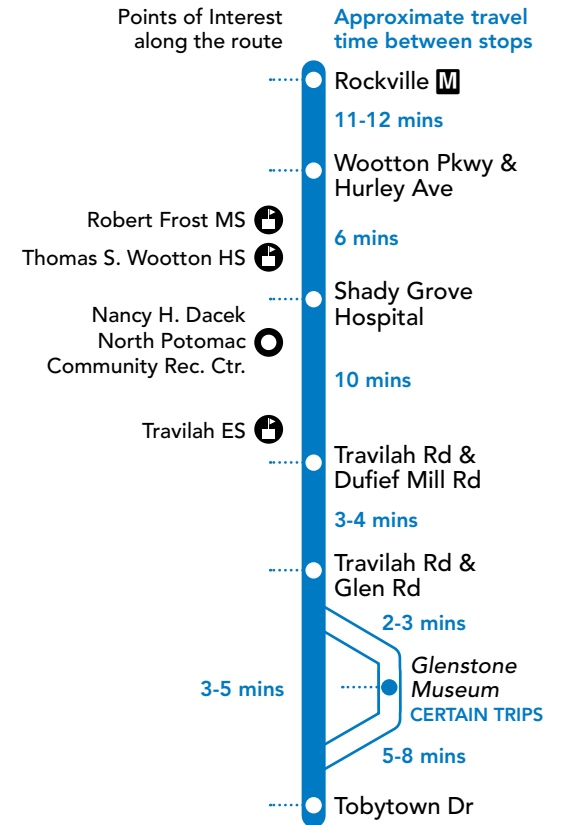 Points of Interest
along the route
Approximate travel
time between stops
Rockville M
11-12 mins
Wootton Pkwy &
Hurley Ave
Robert Frost MS
6 mins
Thomas S. Wootton HS
Shady Grove
Hospital
Nancy H. Dacek
North Potomac
Community Rec. Ctr.
10 mins
Travilah ES
Travilah Rd &
Dufief Mill Rd
3-4 mins
Travilah Rd &
Glen Rd
2-3 mins
Glenstone
Museum
CERTAIN TRIPS
3-5 mins
5-8 mins
Tobytown Dr